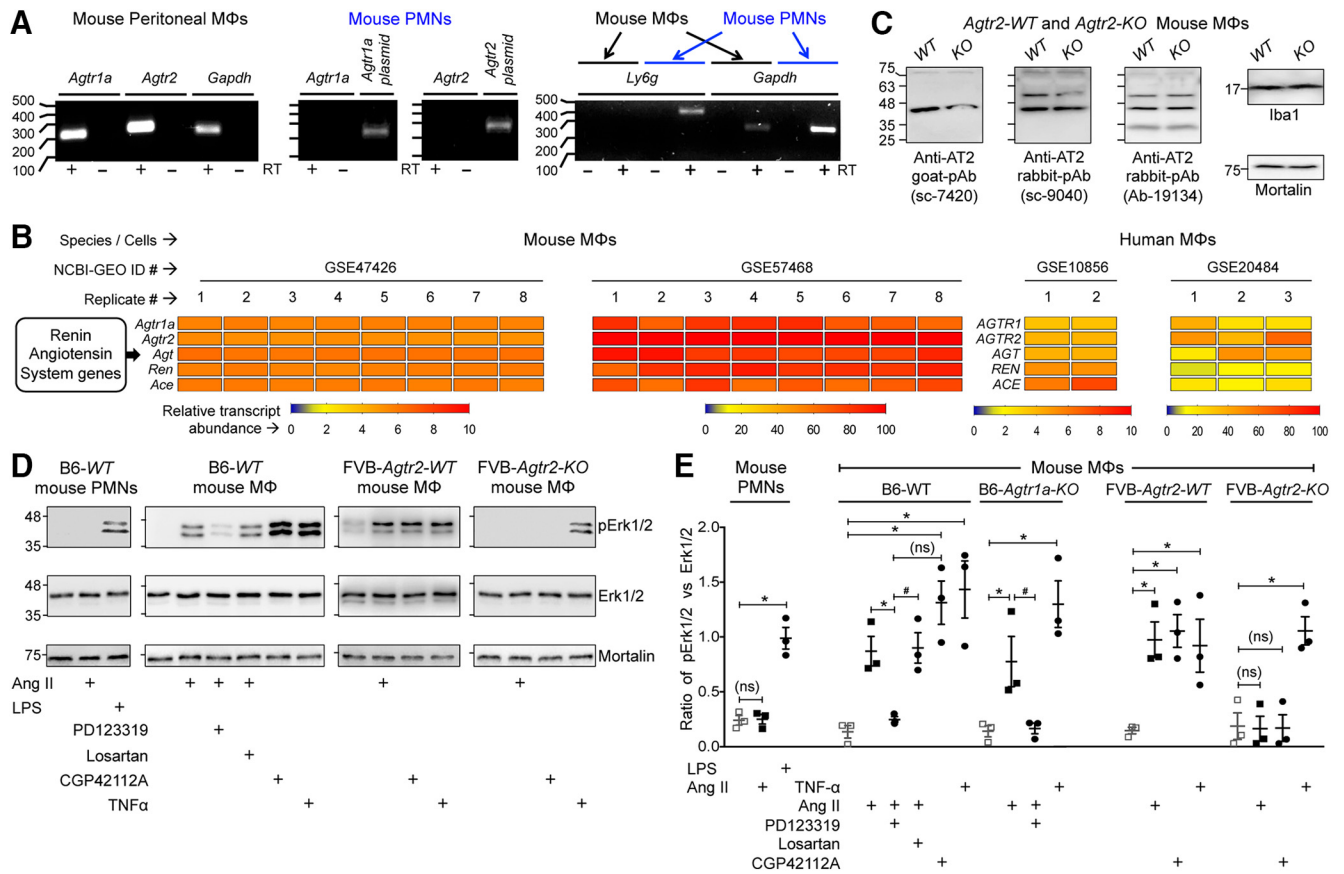 A
Mouse Peritoneal MΦs
Mouse PMNs
Mouse MΦs Mouse PMNs
Agtr1a Agtr2 Gapdh
Agtr1a Agtr1a plasmid Agtr2 Agtr2 plasmid
Ly6g Gapdh
500
400
300
200
100
500
400
300
200
100
+ – + – + – RT + – + – – + – + – + – + RT
C
Agtr2-WT and Agtr2-KO Mouse MΦs
WT KO WT KO WT KO WT KO
75
63
48
35
25
17
Iba1
75
Mortalin
Anti-AT2 goat-pAb (sc-7420)
Anti-AT2 rabbit-pAb (sc-9040)
Anti-AT2 rabbit-pAb (Ab-19134)
B
Species / Cells → Mouse MΦs Human MΦs
NCBI-GEO ID # → GSE47426 GSE57468 GSE10856 GSE20484
Replicate # → 1 2 3 4 5 6 7 8 1 2 3 4 5 6 7 8 1 2 1 2 3
Renin Angiotensin System genes
Agtr1a AGTR1
Agtr2 AGTR2
Agt AGT
Ren REN
Ace ACE
Relative transcript abundance →
0 2 4 6 8 10
0 20 40 60 80 100
0 2 4 6 8 10
0 20 40 60 80 100
D
B6-WT mouse PMNs
B6-WT mouse MΦ
FVB-Agtr2-WT mouse MΦ
FVB-Agtr2-KO mouse MΦ
48
35
pErk1/2
48
35
Erk1/2
75
Mortalin
Ang II + + + + + +
LPS +
PD123319 +
Losartan +
CGP42112A + + +
TNFα + + +
E
Mouse PMNs
Mouse MΦs
B6-WT B6-Agtr1a-KO FVB-Agtr2-WT FVB-Agtr2-KO
Ratio of pErk1/2 vs Erk1/2
2.0
1.5
1.0
0.5
0.0
(ns) *
* # (ns) * *
* # *
* * *
(ns) (ns) *
LPS +
Ang II + TNF-α + + + +
Ang II + + + + + + +
PD123319 + +
Losartan +
CGP42112A + + +